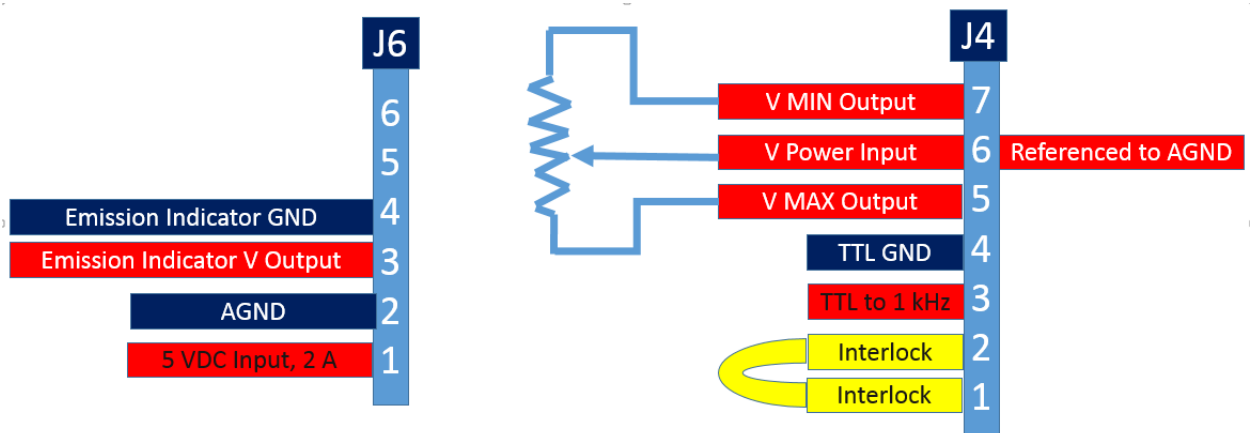 J6
6
5
Emission Indicator GND 4
Emission Indicator V Output 3
AGND 2
5 VDC Input, 2 A 1
J4
V MIN Output 7
V Power Input 6 Referenced to AGND
V MAX Output 5
TTL GND 4
TTL to 1 kHz 3
Interlock 2
Interlock 1